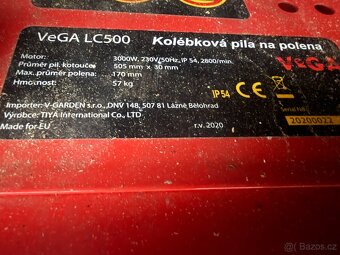 VeGA LC500 Kolébková pila na polena
Motor: 3000W, 230V/50Hz, IP 54, 2800/min.
Průměr pil. kotouče: 505 mm × 30 mm
Max. průměr polena: 170 mm
Hmotnost: 57 kg
VeGA
IP 54 CE
Importer: V-GARDEN s.r.o., DNV 148, 507 81 Lázně Bělohrad
Výrobce: TIYA International Co., LTD
Made for EU r.v. 2020
20200022
Bazos.cz